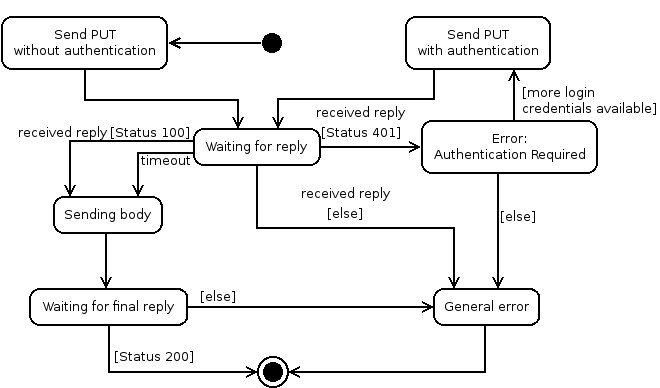 Send PUT
without authentication
Send PUT
with authentication
[more login
credentials available]
received reply
[Status 401]
received reply [Status 100]
Waiting for reply
Error:
Authentication Required
timeout
received reply
[else]
Sending body
[else]
[else]
Waiting for final reply
General error
[Status 200]